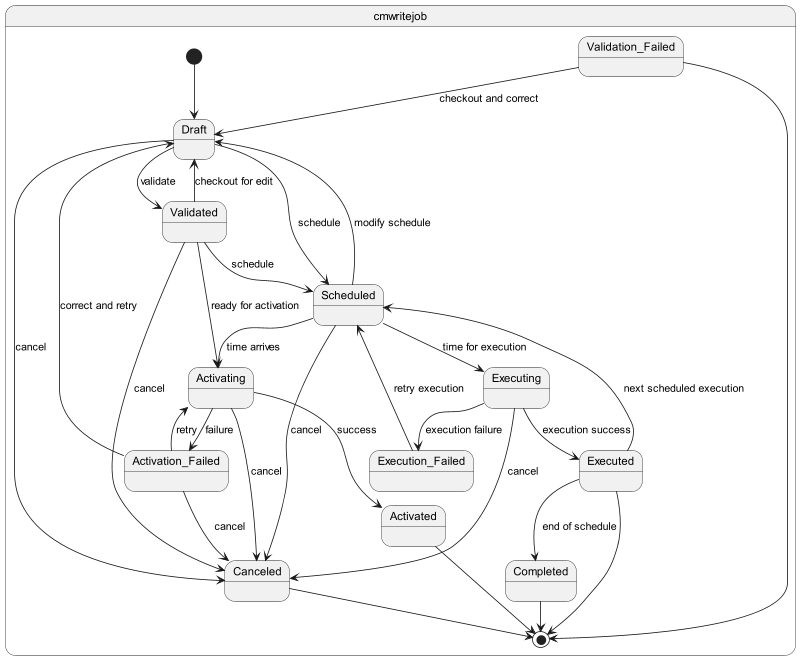 cmwritejob
Validation_Failed
checkout and correct
Draft
validate
checkout for edit
Validated
schedule
modify schedule
schedule
Scheduled
correct and retry
ready for activation
cancel
cancel
time arrives
time for execution
Activating
Executing
retry execution
next scheduled execution
retry
failure
success
cancel
execution failure
execution success
Activation_Failed
cancel
Execution_Failed
cancel
Executed
Activated
cancel
end of schedule
Canceled
Completed